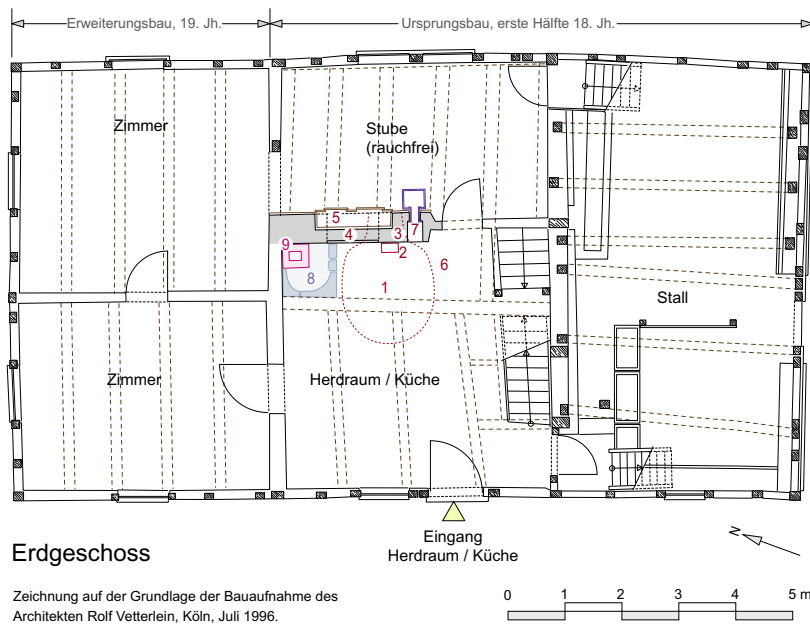 Erweiterungsbau, 19. Jh.
Ursprungsbau, erste Hälfte 18. Jh.
Zimmer
Stube
(rauchfrei)
5
4
3
7
9
2
6
8
1
Stall
Zimmer
Herdraum / Küche
Eingang
Herdraum / Küche
N
Erdgeschoss
Zeichnung auf der Grundlage der Bauaufnahme des
Architekten Rolf Vetterlein, Köln, Juli 1996.
0 1 2 3 4 5 m